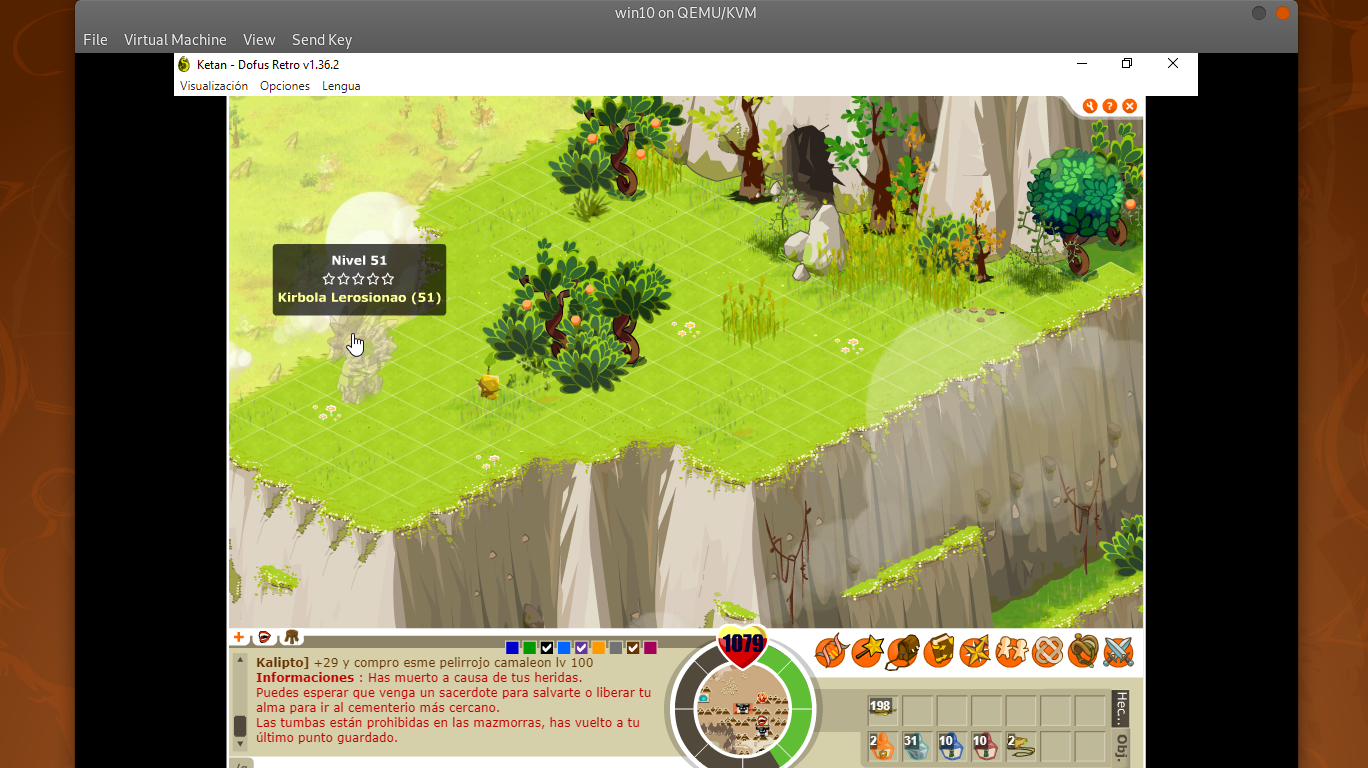 win10 on QEMU/KVM
File Virtual Machine View Send Key
Ketan - Dofus Retro v1.36.2
Visualización Opciones Lengua
Nivel 51
Kirbola Lerosionao (51)
1079
Kalipto] +29 y compro esme pelirrojo camaleon lv 100
Informaciones : Has muerto a causa de tus heridas.
Puedes esperar que venga un sacerdote para salvarte o liberar tu
alma para ir al cementerio más cercano.
Las tumbas están prohibidas en las mazmorras, has vuelto a tu
último punto guardado.
198
Hec...
2 31 10 10 2
Obj.